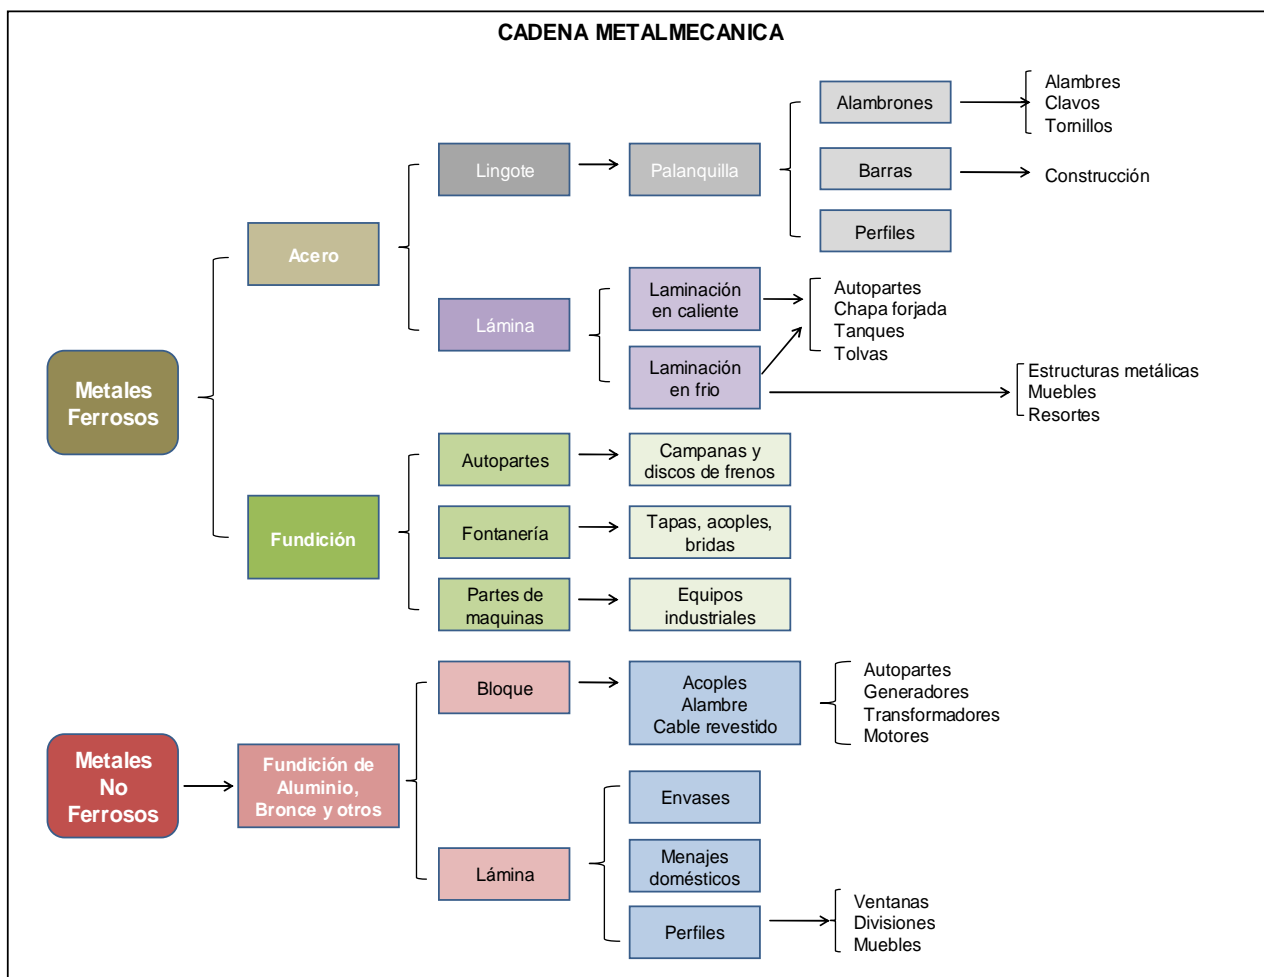 CADENA METALMECANICA
Metales
Ferrosos
Acero
Lingote
Palanquilla
Alambrones
Alambres
Clavos
Tornillos
Barras
Construcción
Perfiles
Lámina
Laminación
en caliente
Autopartes
Chapa forjada
Tanques
Tolvas
Laminación
en frio
Estructuras metálicas
Muebles
Resortes
Fundición
Autopartes
Campanas y
discos de frenos
Fontanería
Tapas, acoples,
bridas
Partes de
maquinas
Equipos
industriales
Metales
No
Ferrosos
Fundición de
Aluminio,
Bronce y otros
Bloque
Acoples
Alambre
Cable revestido
Autopartes
Generadores
Transformadores
Motores
Lámina
Envases
Menajes
domésticos
Perfiles
Ventanas
Divisiones
Muebles